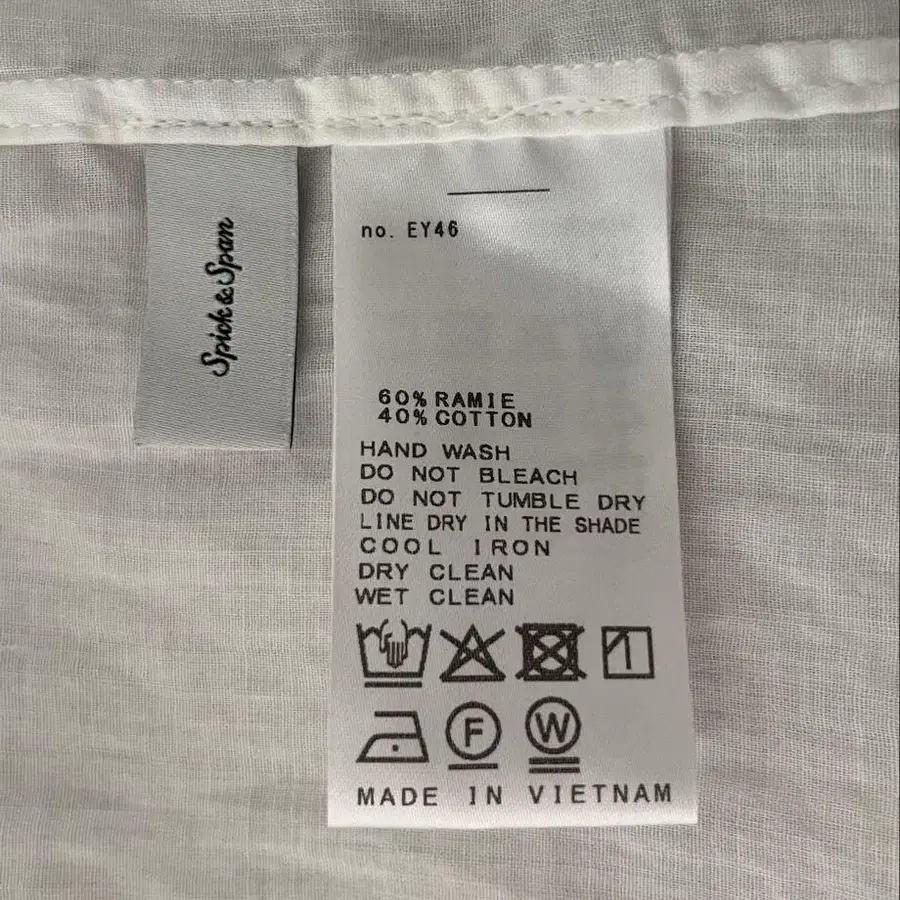 Spick&Span
no. EY46
60% RAMIE
40% COTTON
HAND WASH
DO NOT BLEACH
DO NOT TUMBLE DRY
LINE DRY IN THE SHADE
COOL IRON
DRY CLEAN
WET CLEAN
F W
MADE IN VIETNAM